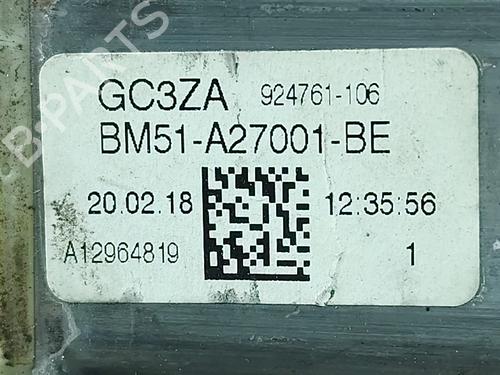 GC3ZA 924761-106
BM51-A27001-BE
20.02.18 12:35:56
A12964819 1
B-PARTS